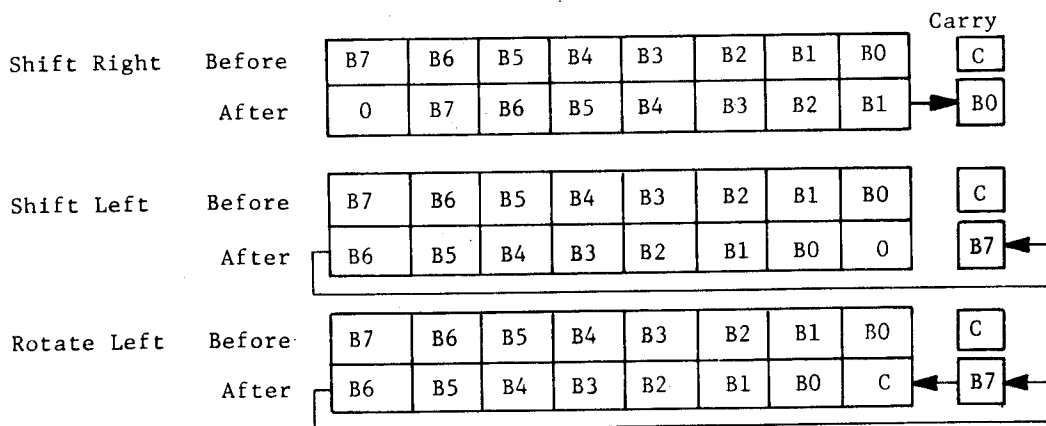 Carry
Shift Right Before B7 B6 B5 B4 B3 B2 B1 B0 C
After 0 B7 B6 B5 B4 B3 B2 B1 B0
Shift Left Before B7 B6 B5 B4 B3 B2 B1 B0 C
After B6 B5 B4 B3 B2 B1 B0 0 B7
Rotate Left Before B7 B6 B5 B4 B3 B2 B1 B0 C
After B6 B5 B4 B3 B2 B1 B0 C B7